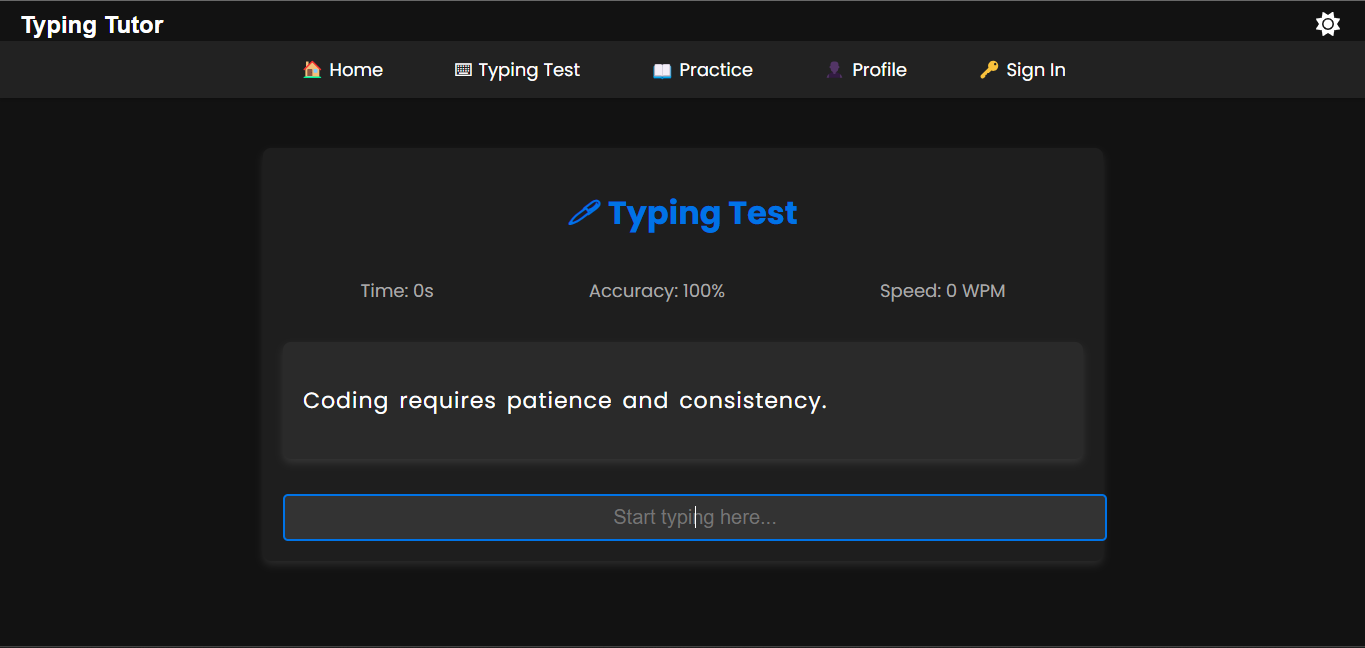 Typing Tutor
Home Typing Test Practice Profile Sign In
Typing Test
Time: 0s Accuracy: 100% Speed: 0 WPM
Coding requires patience and consistency.
Start typing here...